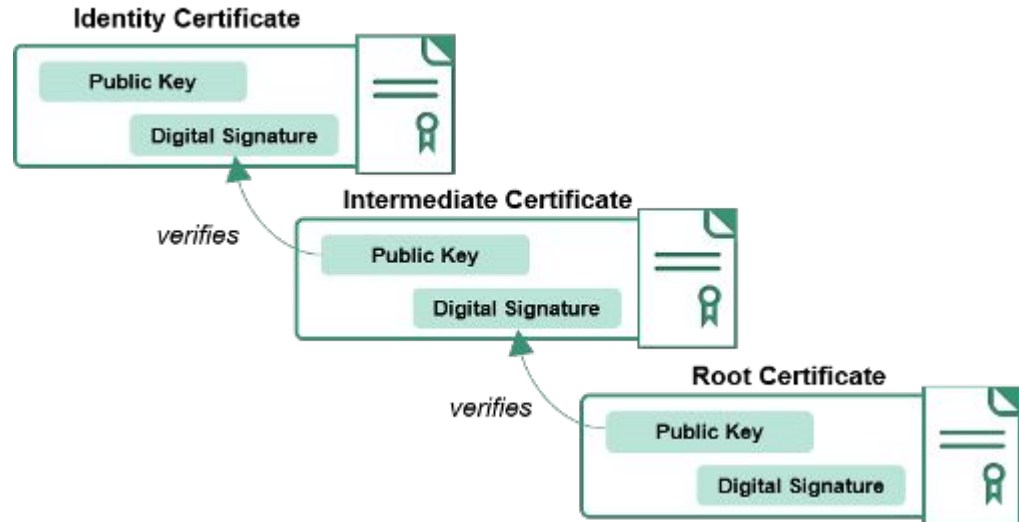 Identity Certificate
Public Key
Digital Signature
verifies
Intermediate Certificate
Public Key
Digital Signature
verifies
Root Certificate
Public Key
Digital Signature